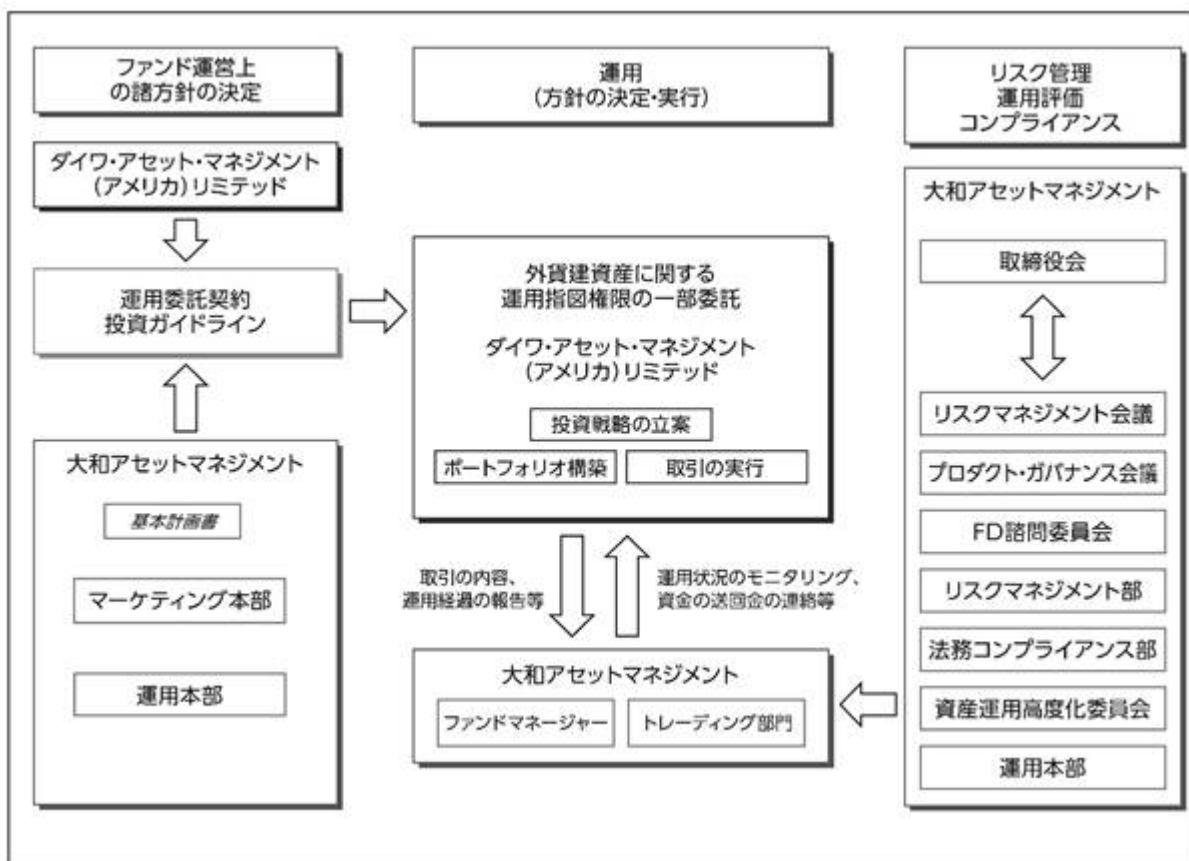 ファンド運営上
の諸方針の決定
ダイワ・アセット・マネジメント
（アメリカ）リミテッド
運用委託契約
投資ガイドライン
大和アセットマネジメント
基本計画書
マーケティング本部
運用本部
運用
（方針の決定・実行）
外貨建資産に関する
運用指図権限の一部委託
ダイワ・アセット・マネジメント
（アメリカ）リミテッド
投資戦略の立案
ポートフォリオ構築
取引の実行
取引の内容、
運用経過の報告等
運用状況のモニタリング、
資金の送回金の連絡等
大和アセットマネジメント
ファンドマネージャー
トレーディング部門
リスク管理
運用評価
コンプライアンス
大和アセットマネジメント
取締役会
リスクマネジメント会議
プロダクト・ガバナンス会議
FD諮問委員会
リスクマネジメント部
法務コンプライアンス部
資産運用高度化委員会
運用本部